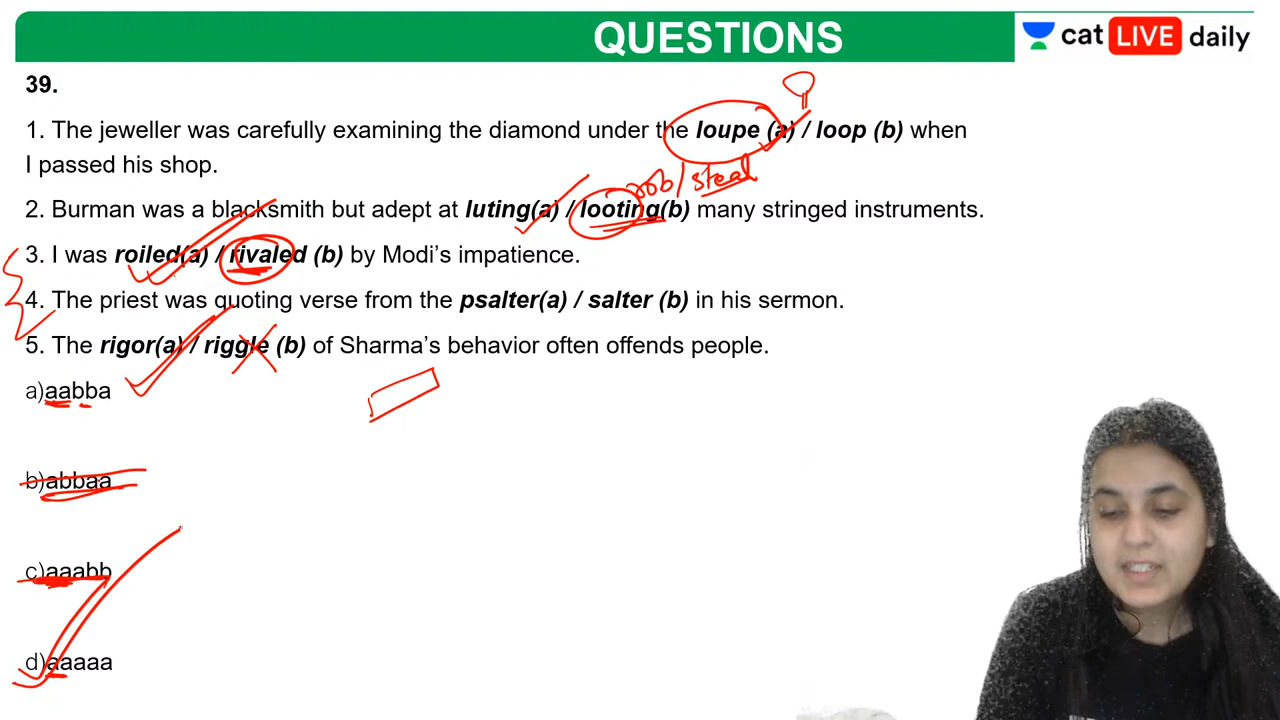 QUESTIONS
cat LIVE daily
39.
1. The jeweller was carefully examining the diamond under the loupe (a) / loop (b) when
I passed his shop.
rob / steal
2. Burman was a blacksmith but adept at luting(a) / looting(b) many stringed instruments.
3. I was roiled(a) / rivaled (b) by Modi’s impatience.
4. The priest was quoting verse from the psalter(a) / salter (b) in his sermon.
5. The rigor(a) / riggle (b) of Sharma’s behavior often offends people.
a)aabba
b)abbaa
c)aaabb
d)aaaaa